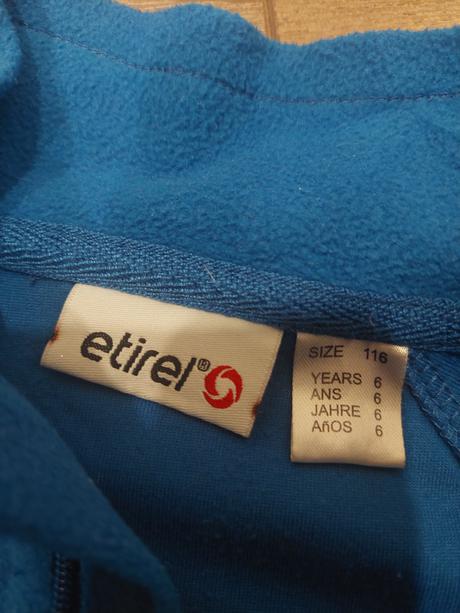 etirel®
SIZE 116
YEARS 6
ANS 6
JAHRE 6
AñOS 6